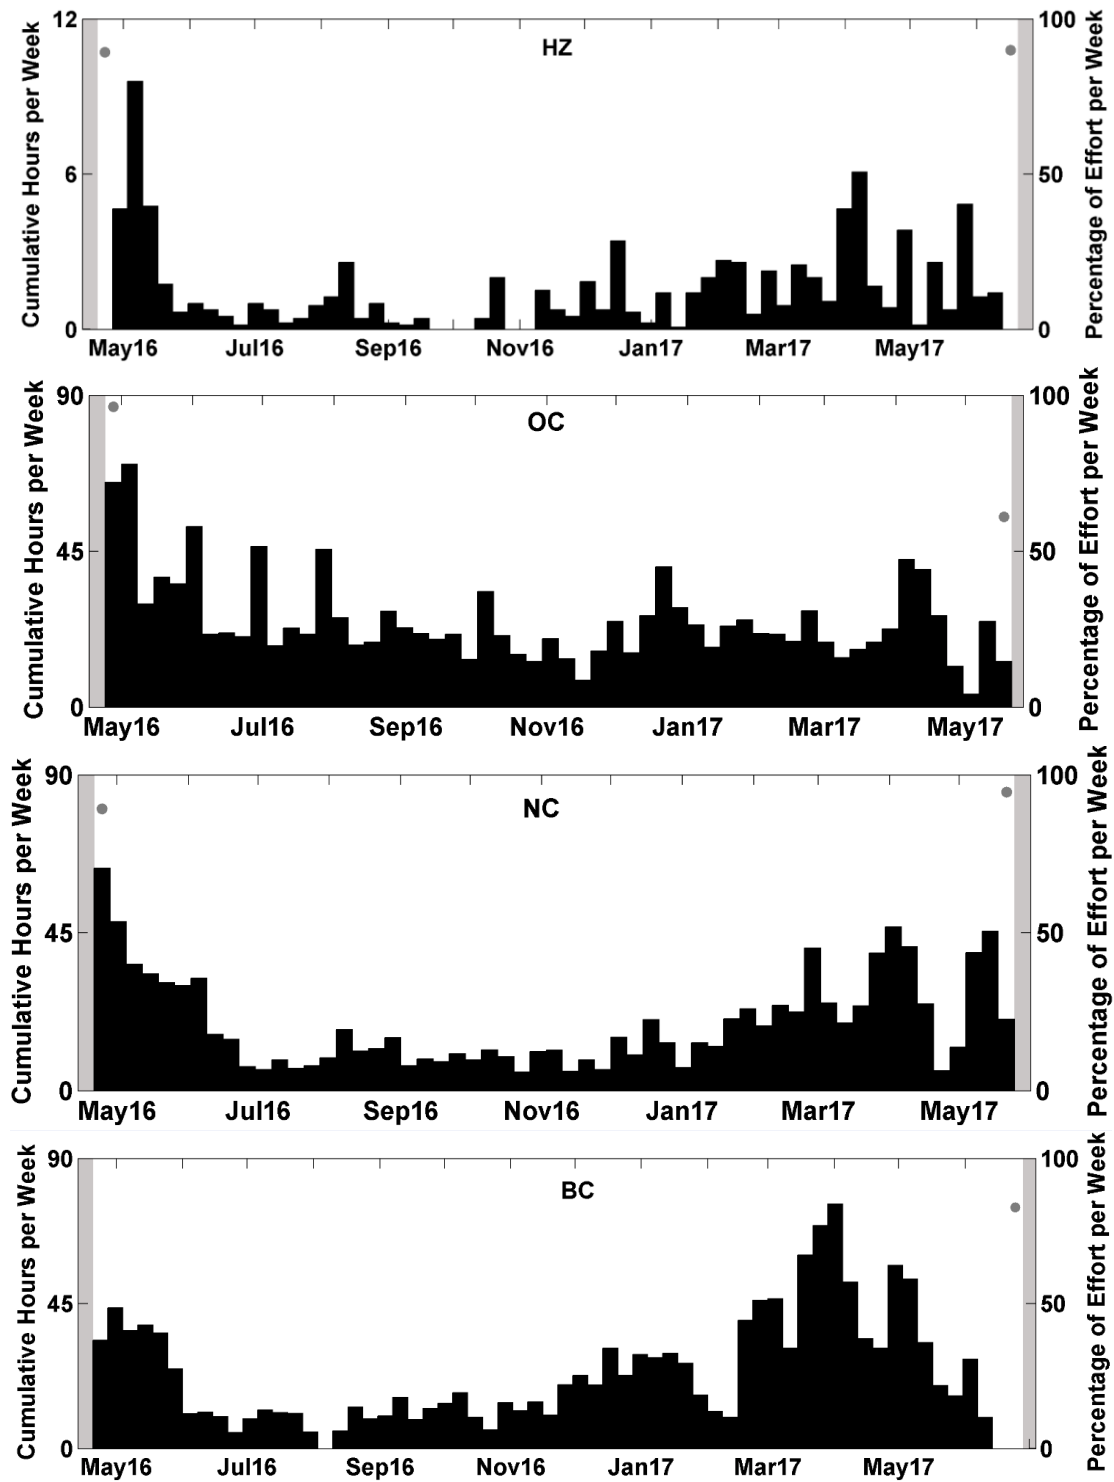 12 100
HZ
Cumulative Hours per Week
Percentage of Effort per Week
6 50
0 0
May16 Jul16 Sep16 Nov16 Jan17 Mar17 May17
90 100
OC
Cumulative Hours per Week
Percentage of Effort per Week
45 50
0 0
May16 Jul16 Sep16 Nov16 Jan17 Mar17 May17
90 100
NC
Cumulative Hours per Week
Percentage of Effort per Week
45 50
0 0
May16 Jul16 Sep16 Nov16 Jan17 Mar17 May17
90 100
BC
Cumulative Hours per Week
Percentage of Effort per Week
45 50
0 0
May16 Jul16 Sep16 Nov16 Jan17 Mar17 May17